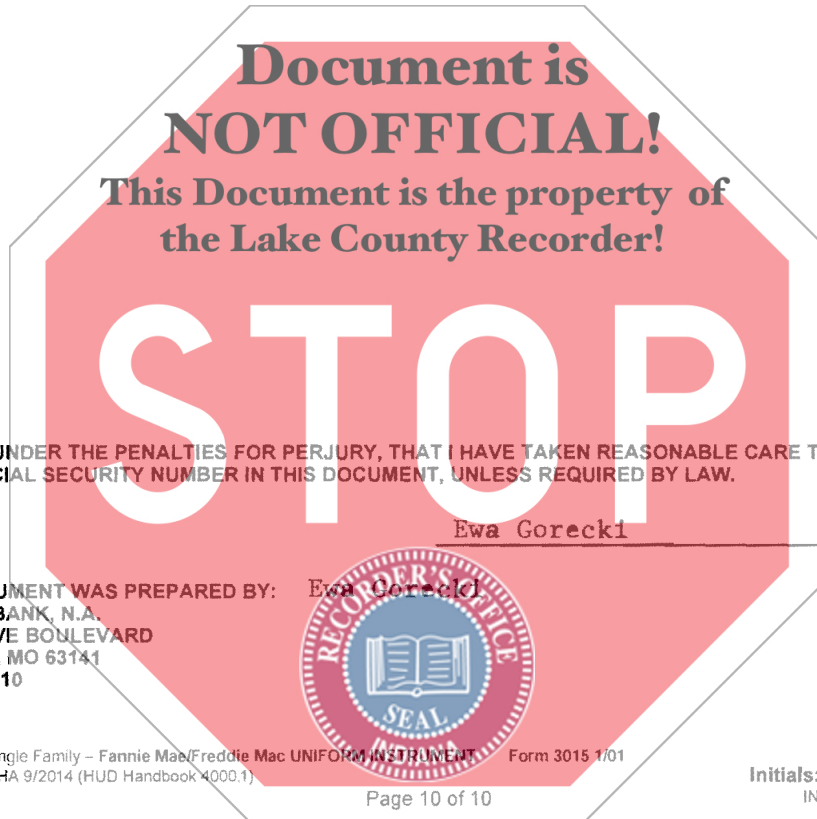 Document is
NOT OFFICIAL!
This Document is the property of
the Lake County Recorder!
STOP
UNDER THE PENALTIES FOR PERJURY, THAT I HAVE TAKEN REASONABLE CARE T
CIAL SECURITY NUMBER IN THIS DOCUMENT, UNLESS REQUIRED BY LAW.
Ewa Gorecki
UMENT WAS PREPARED BY: Ewa Gorecki
BANK, N.A.
VE BOULEVARD
, MO 63141
10
RECORDER'S OFFICE
SEAL
INDIANA
ngle Family – Fannie Mae/Freddie Mac UNIFORM INSTRUMENT Form 3015 1/01
HA 9/2014 (HUD Handbook 4000.1)
Initials:
IN
Page 10 of 10